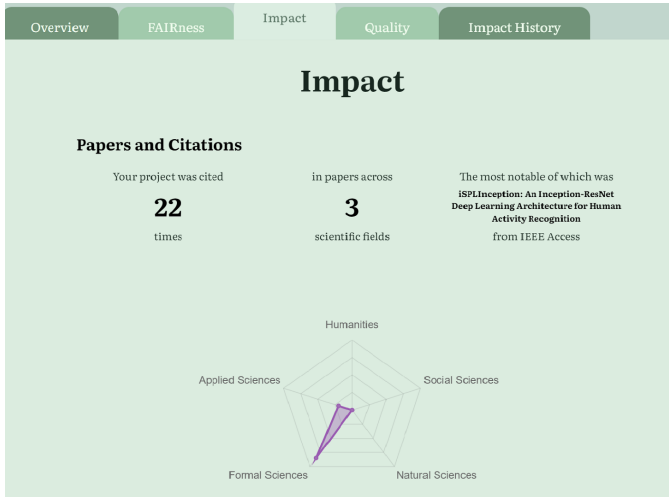 Overview
FAIRness
Impact
Quality
Impact History
Impact
Papers and Citations
Your project was cited
22
times
in papers across
3
scientific fields
The most notable of which was
iSPLInception: An Inception-ResNet
Deep Learning Architecture for Human
Activity Recognition
from IEEE Access
Humanities
Applied Sciences
Social Sciences
Formal Sciences
Natural Sciences